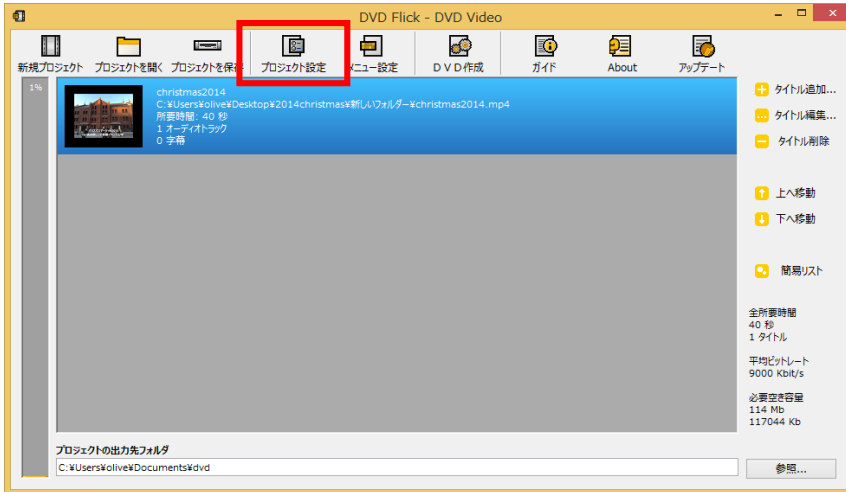 DVD Flick - DVD Video
新規プロジェクト プロジェクトを開く プロジェクトを保存 プロジェクト設定 メニュー設定 ＤＶＤ作成 ガイド About アップデート
1%
christmas2014
C:¥Users¥olive¥Desktop¥2014christmas¥新しいフォルダー¥christmas2014.mp4
所要時間: 40 秒
1 オーディオトラック
0 字幕
タイトル追加...
タイトル編集...
タイトル削除
上へ移動
下へ移動
簡易リスト
全所要時間
40 秒
1 タイトル
平均ビットレート
9000 Kbit/s
必要空き容量
114 Mb
117044 Kb
プロジェクトの出力先フォルダ
C:¥Users¥olive¥Documents¥dvd
参照...